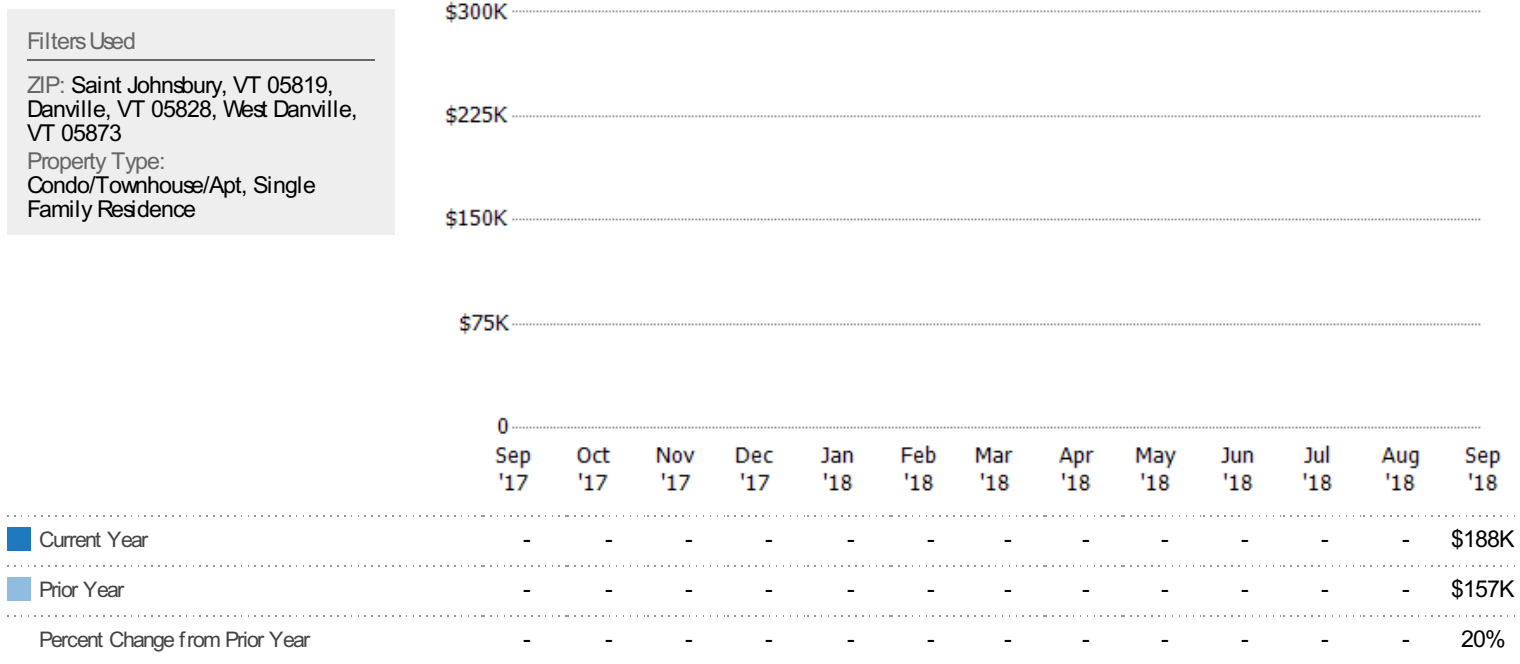 Filters Used
ZIP: Saint Johnsbury, VT 05819,
Danville, VT 05828, West Danville,
VT 05873
Property Type:
Condo/Townhouse/Apt, Single
Family Residence
$300K
$225K
$150K
$75K
0
Sep Oct Nov Dec Jan Feb Mar Apr May Jun Jul Aug Sep
'17 '17 '17 '17 '18 '18 '18 '18 '18 '18 '18 '18 '18
Current Year - - - - - - - - - - - - $188K
Prior Year - - - - - - - - - - - - $157K
Percent Change from Prior Year - - - - - - - - - - - - 20%